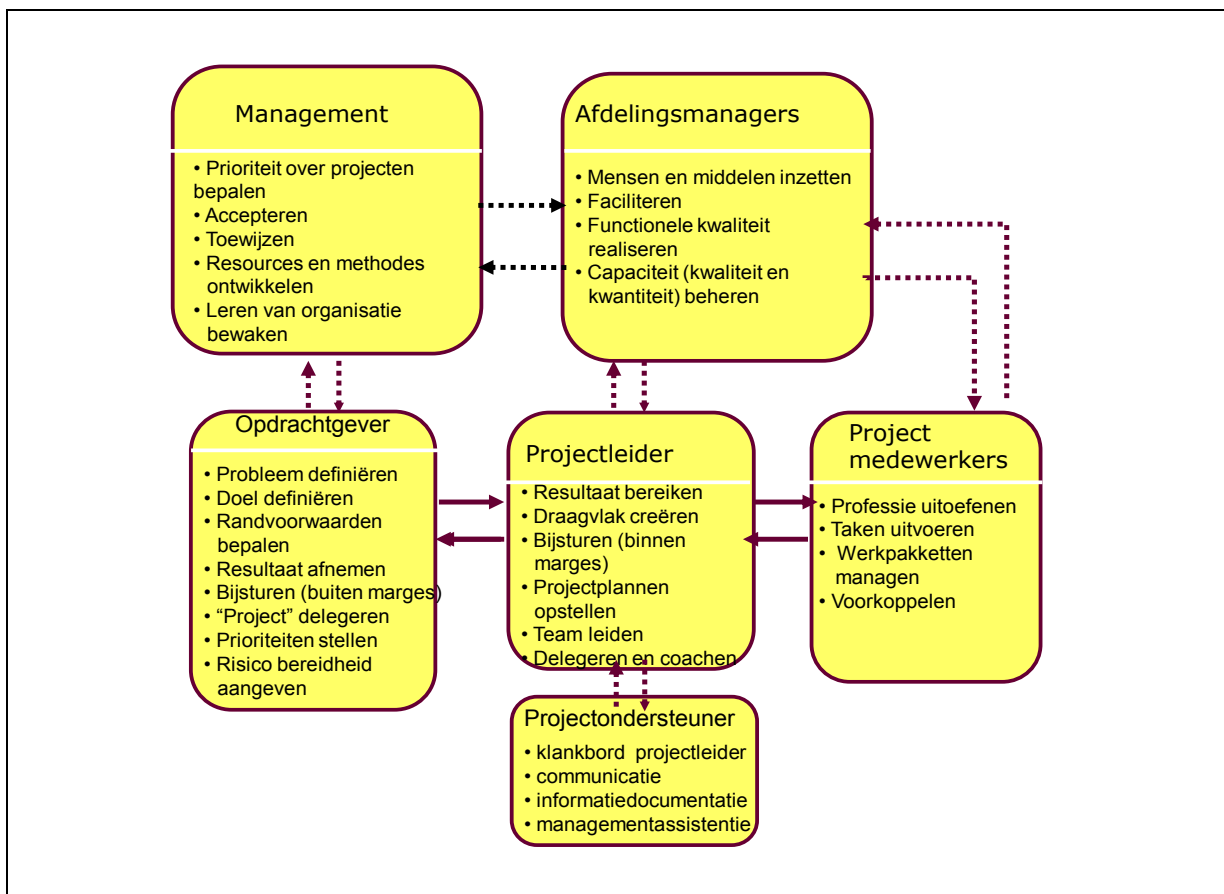 Management
• Prioriteit over projecten
bepalen
• Accepteren
• Toewijzen
• Resources en methodes
ontwikkelen
• Leren van organisatie
bewaken
Afdelingsmanagers
• Mensen en middelen inzetten
• Faciliteren
• Functionele kwaliteit
realiseren
• Capaciteit (kwaliteit en
kwantiteit) beheren
Opdrachtgever
• Probleem definiëren
• Doel definiëren
• Randvoorwaarden
bepalen
• Resultaat afnemen
• Bijsturen (buiten marges)
• “Project” delegeren
• Prioriteiten stellen
• Risico bereidheid
aangeven
Projectleider
• Resultaat bereiken
• Draagvlak creëren
• Bijsturen (binnen
marges)
• Projectplannen
opstellen
• Team leiden
• Delegeren en coachen
Project
medewerkers
• Professie uitoefenen
• Taken uitvoeren
• Werkpakketten
managen
• Voorkoppelen
Projectondersteuner
• klankbord projectleider
• communicatie
• informatiedocumentatie
• managementassistentie